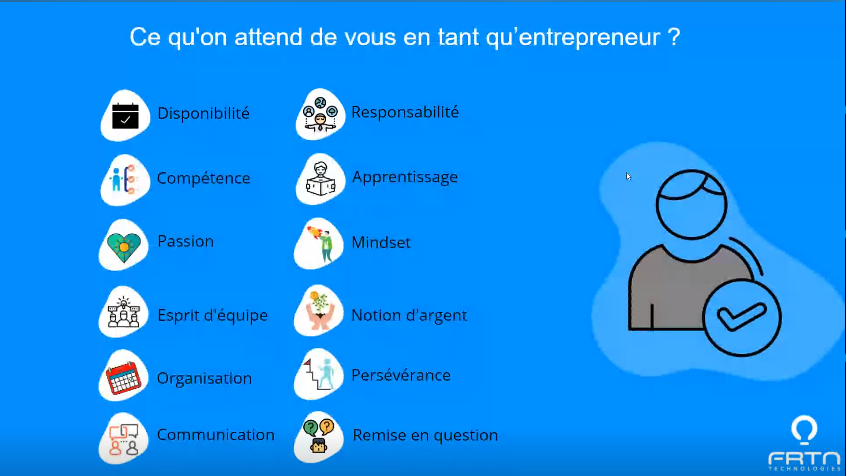 Ce qu'on attend de vous en tant qu’entrepreneur ?
Disponibilité
Responsabilité
Compétence
Apprentissage
Passion
Mindset
Esprit d'équipe
Notion d'argent
Organisation
Persévérance
Communication
Remise en question
FRTN
TECHNOLOGIES